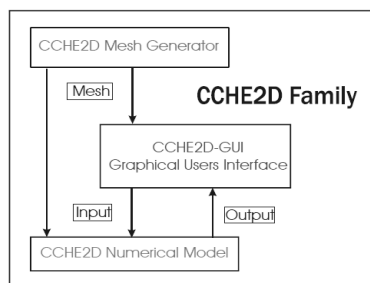 CCHE2D Mesh Generator
Mesh
CCHE2D Family
CCHE2D-GUI
Graphical Users Interface
Input
Output
CCHE2D Numerical Model